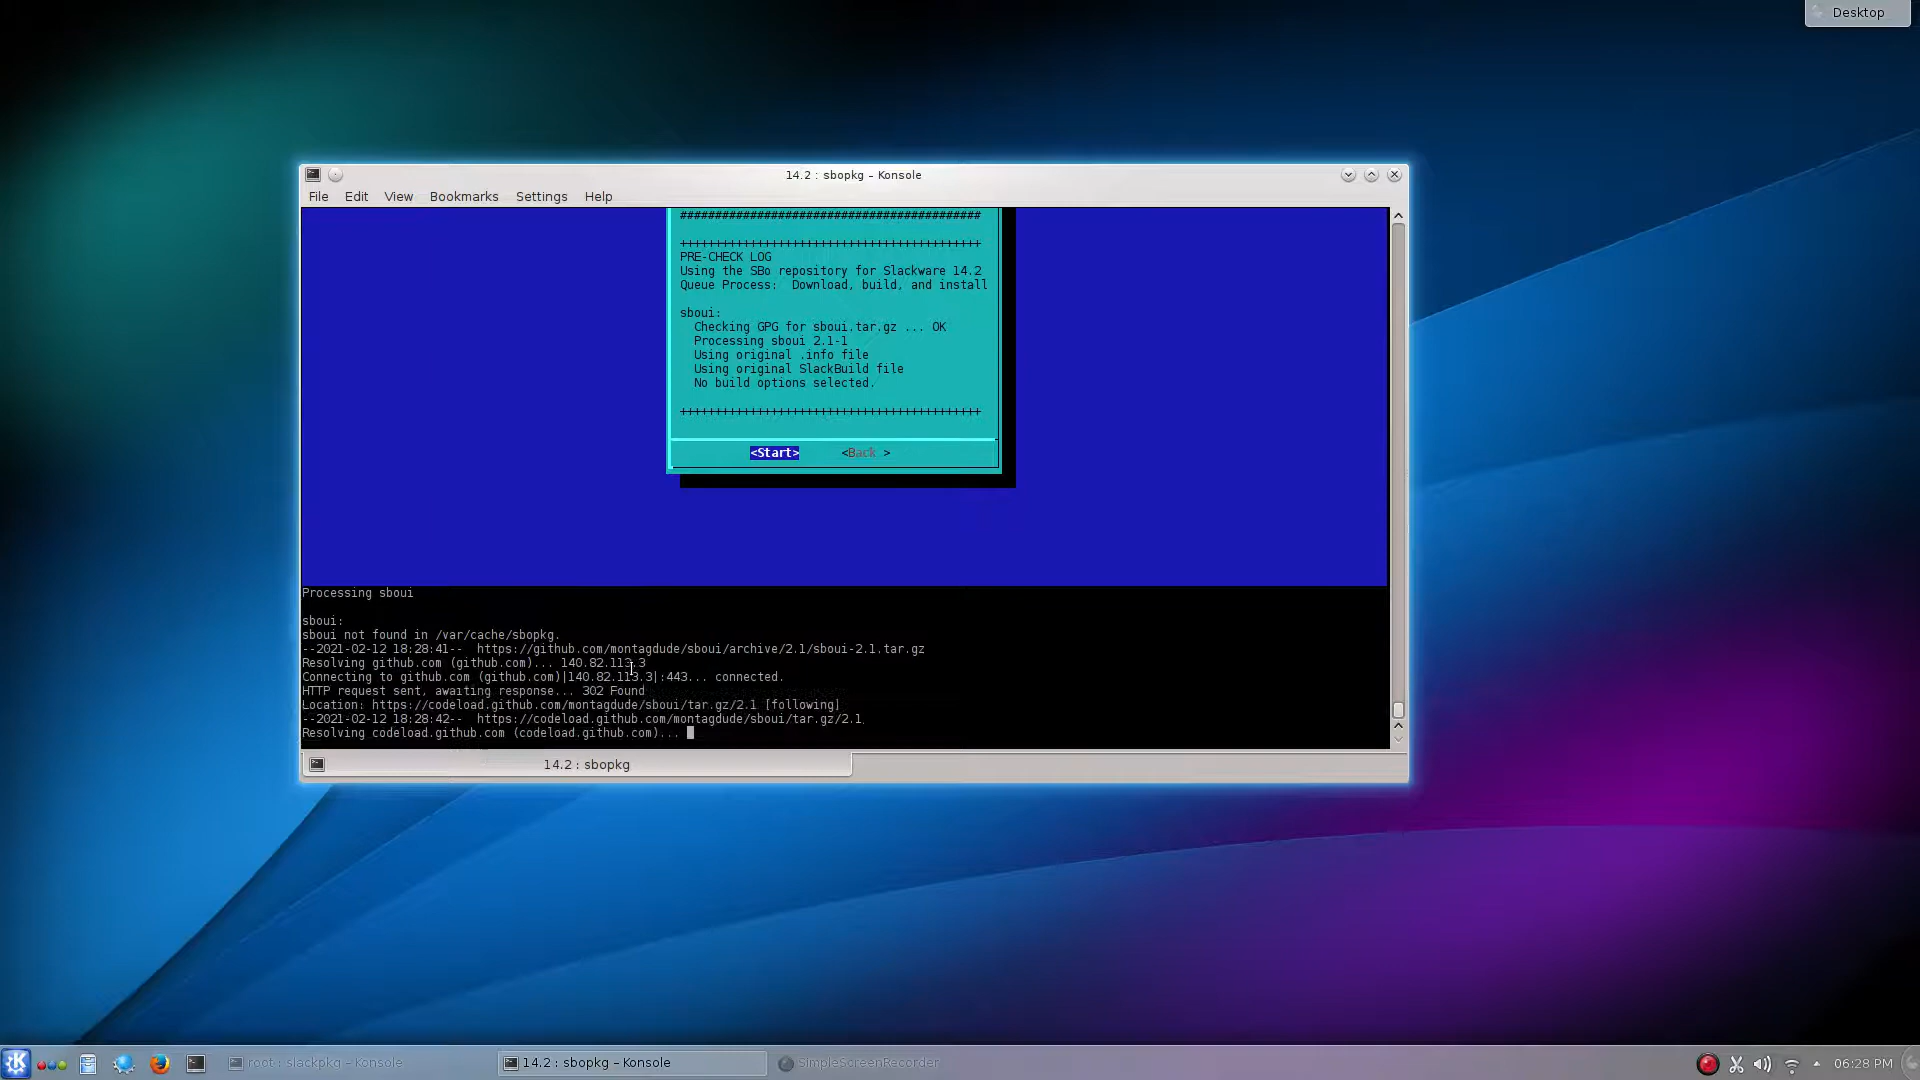 Desktop
14.2 : sbopkg – Konsole
File Edit View Bookmarks Settings Help
###########################################
+++++++++++++++++++++++++++++++++++++++++++
PRE-CHECK LOG
Using the SBo repository for Slackware 14.2
Queue Process:  Download, build, and install
sboui:
Checking GPG for sboui.tar.gz ... OK
Processing sboui 2.1-1
Using original .info file
Using original SlackBuild file
No build options selected.
+++++++++++++++++++++++++++++++++++++++++++
<Start> <Back >
Processing sboui
sboui:
sboui not found in /var/cache/sbopkg.
--2021-02-12 18:28:41--  https://github.com/montagdude/sboui/archive/2.1/sboui-2.1.tar.gz
Resolving github.com (github.com)... 140.82.113.3
Connecting to github.com (github.com)|140.82.113.3|:443... connected.
HTTP request sent, awaiting response... 302 Found
Location: https://codeload.github.com/montagdude/sboui/tar.gz/2.1 [following]
--2021-02-12 18:28:42--  https://codeload.github.com/montagdude/sboui/tar.gz/2.1
Resolving codeload.github.com (codeload.github.com)...
14.2 : sbopkg
root : slackpkg – Konsole
14.2 : sbopkg – Konsole
SimpleScreenRecorder
06:28 PM